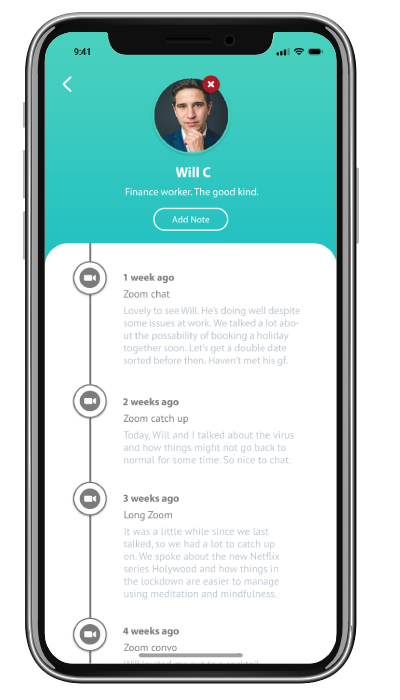 9:41
Will C
Finance worker. The good kind.
Add Note
1 week ago
Zoom chat
Lovely to see Will. He's doing well despite
some issues at work. We talked a lot abo-
ut the possability of booking a holiday
together soon. Let's get a double date
sorted before then. Haven't met his gf.
2 weeks ago
Zoom catch up
Today, Will and I talked about the virus
and how things might not go back to
normal for some time. So nice to chat.
3 weeks ago
Long Zoom
It was a little while since we last
talked, so we had a lot to catch up
on. We spoke about the new Netflix
series Holywood and how things in
the lockdown are easier to manage
using meditation and mindfulness.
4 weeks ago
Zoom convo